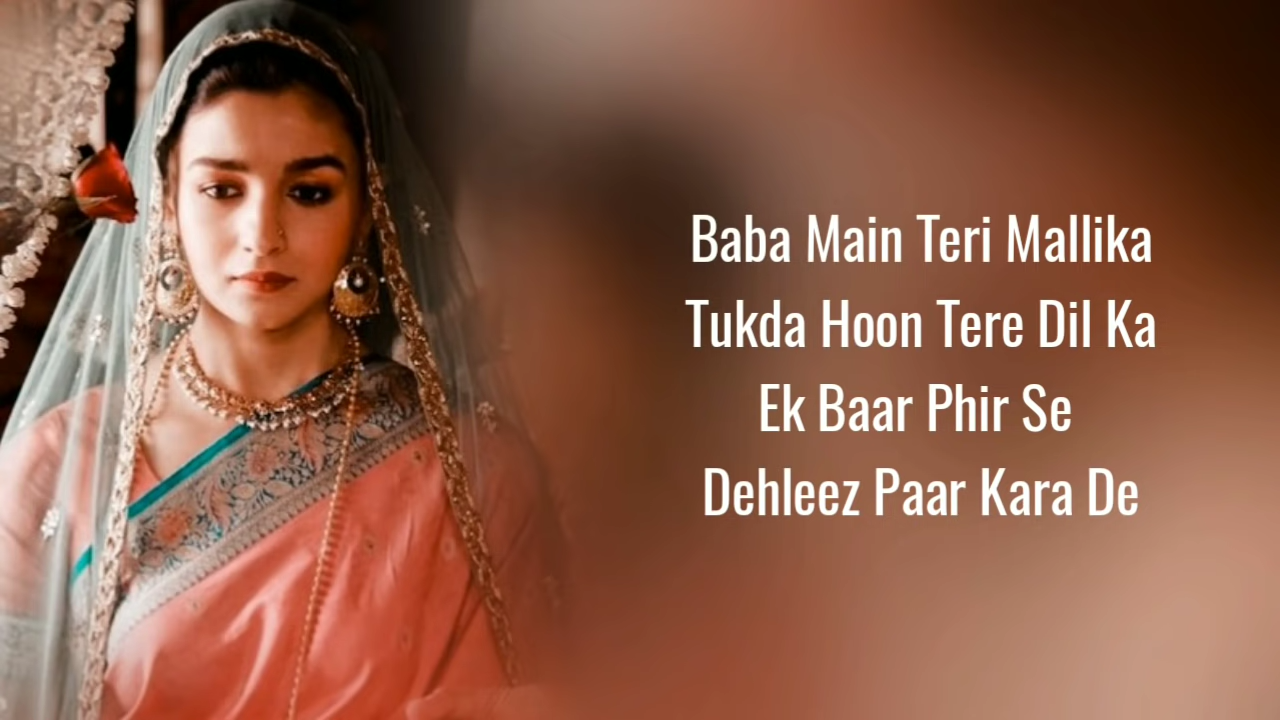 Baba Main Teri Mallika
Tukda Hoon Tere Dil Ka
Ek Baar Phir Se
Dehleez Paar Kara De